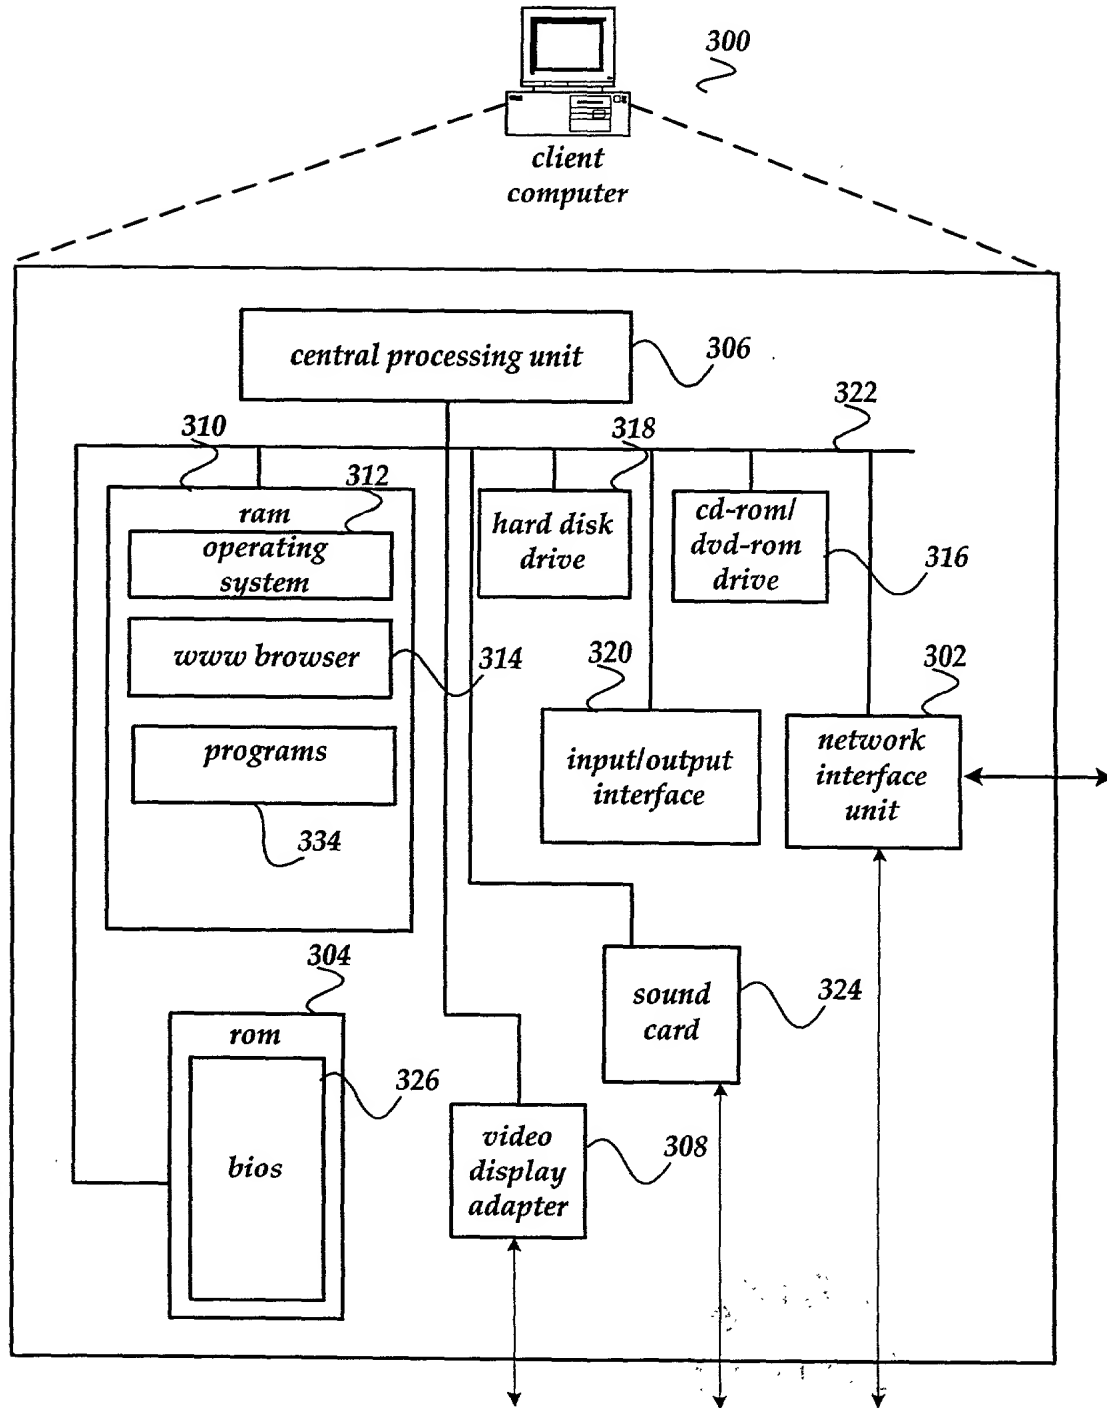 300
client
computer
central processing unit
306
322
310
318
312
ram
operating
system
hard disk
drive
cd-rom/
dvd-rom
drive
316
www browser
314
320
302
programs
334
input/output
interface
network
interface
unit
304
rom
326
bios
sound
card
324
video
display
adapter
308